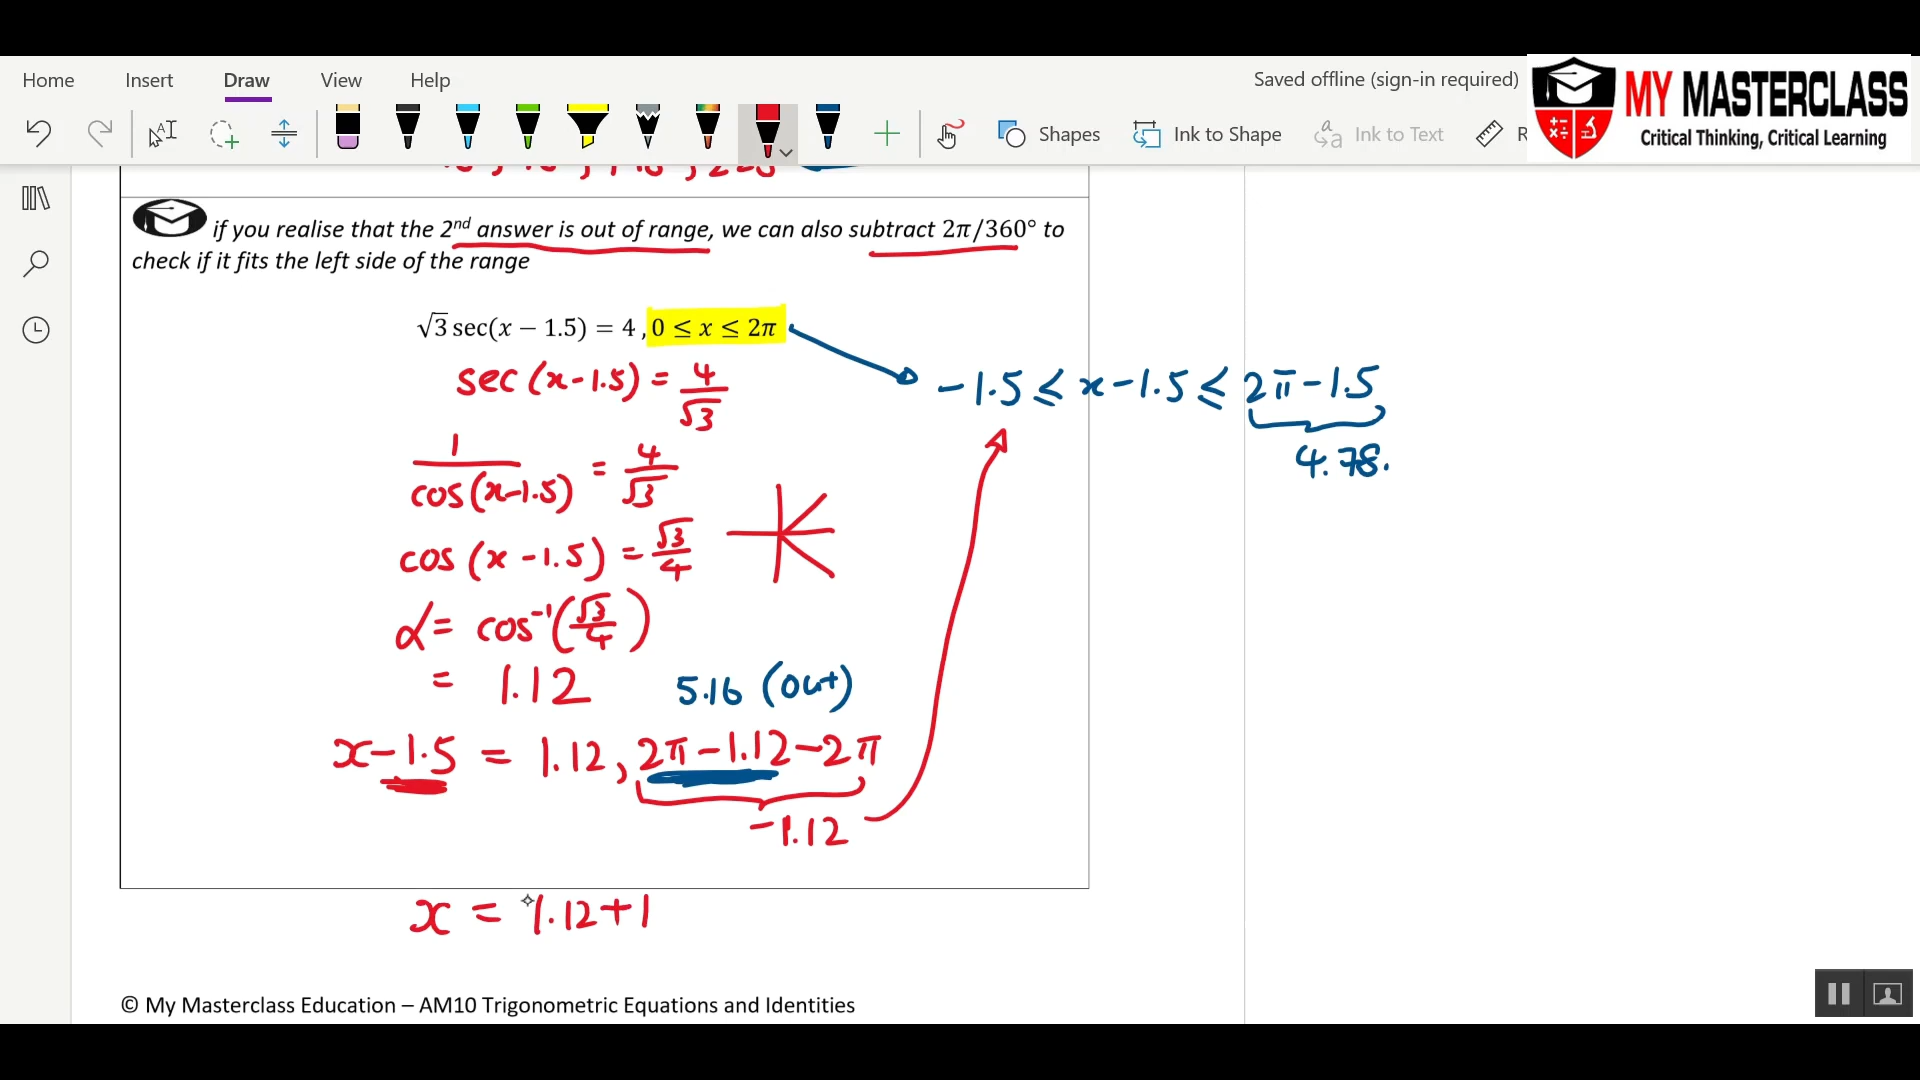 Home Insert Draw View Help
Saved offline (sign-in required)
MY MASTERCLASS
Critical Thinking, Critical Learning
Shapes Ink to Shape Ink to Text R
if you realise that the 2nd answer is out of range, we can also subtract 2π/360° to
check if it fits the left side of the range
√3 sec(x − 1.5) = 4 , 0 ≤ x ≤ 2π
sec (x-1.5) = 4/√3
-1.5 ≤ x-1.5 ≤ 2π-1.5
4.78.
1/cos(x-1.5) = 4/√3
cos (x-1.5) = √3/4
α = cos⁻¹(√3/4)
= 1.12
5.16 (out)
x-1.5 = 1.12, 2π-1.12-2π
-1.12
x = 1.12+1
© My Masterclass Education – AM10 Trigonometric Equations and Identities